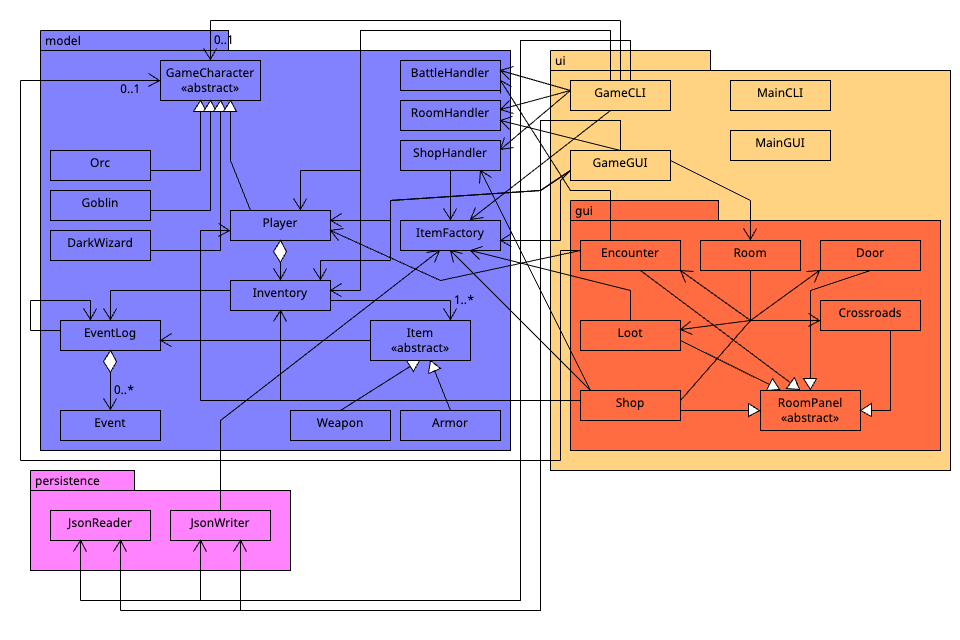 0..1
model
ui
GameCharacter
«abstract»
0..1
BattleHandler
GameCLI
MainCLI
RoomHandler
MainGUI
Orc
ShopHandler
GameGUI
Goblin
gui
Player
DarkWizard
ItemFactory
Encounter
Room
Door
Inventory
1..*
Crossroads
EventLog
Item
«abstract»
Loot
0..*
Event
Weapon
Armor
Shop
RoomPanel
«abstract»
persistence
JsonReader
JsonWriter